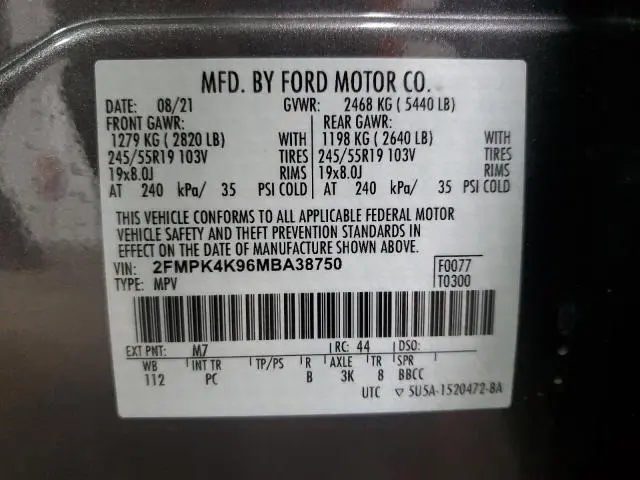 MFD. BY FORD MOTOR CO.
DATE: 08/21 GVWR: 2468 KG ( 5440 LB)
FRONT GAWR: REAR GAWR:
1279 KG ( 2820 LB) WITH 1198 KG ( 2640 LB) WITH
245/55R19 103V TIRES 245/55R19 103V TIRES
19x8.0J RIMS 19x8.0J RIMS
AT 240 kPa/ 35 PSI COLD AT 240 kPa/ 35 PSI COLD
THIS VEHICLE CONFORMS TO ALL APPLICABLE FEDERAL MOTOR
VEHICLE SAFETY AND THEFT PREVENTION STANDARDS IN
EFFECT ON THE DATE OF MANUFACTURE SHOWN ABOVE.
VIN: 2FMPK4K96MBA38750 F0077
TYPE: MPV T0300
EXT PNT: M7 RC: 44 DSO:
WB INT TR TP/PS R AXLE TR SPR
112 PC B 3K 8 BBCC
UTC ▽ 5U5A-1520472-8A